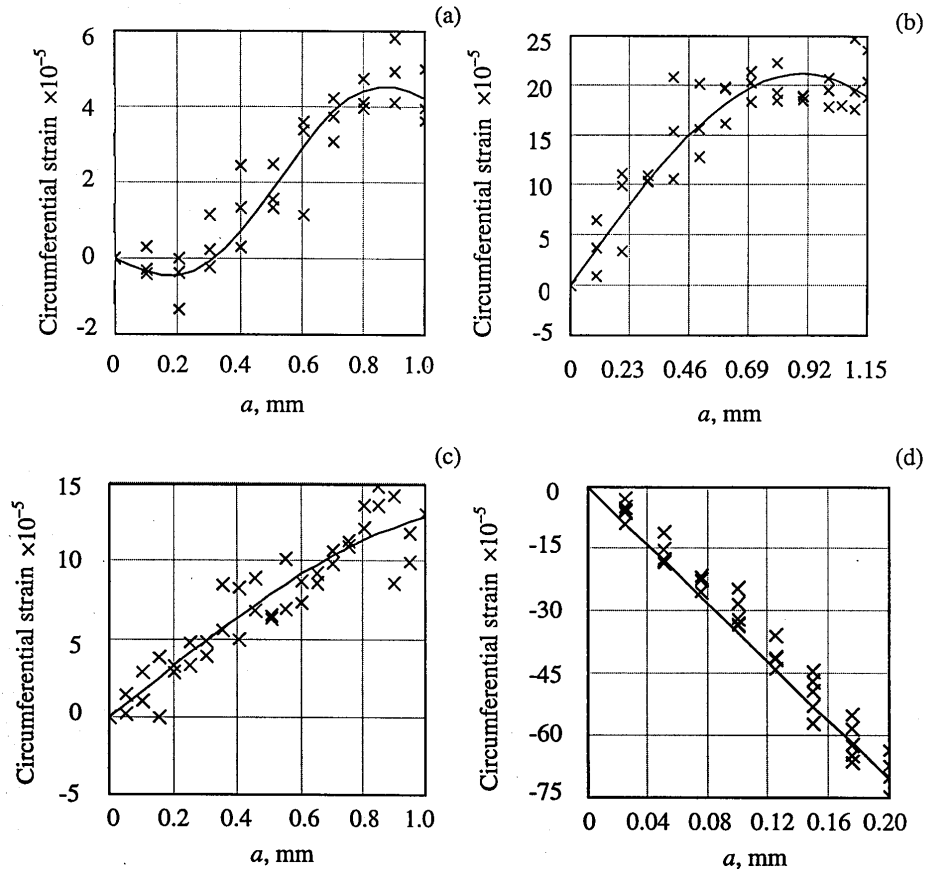 (a)
Circumferential strain ×10⁻⁵
6
4
2
0
-2
0 0.2 0.4 0.6 0.8 1.0
a, mm
(b)
Circumferential strain ×10⁻⁵
25
20
15
10
5
0
-5
0 0.23 0.46 0.69 0.92 1.15
a, mm
(c)
Circumferential strain ×10⁻⁵
15
10
5
0
-5
0 0.2 0.4 0.6 0.8 1.0
a, mm
(d)
Circumferential strain ×10⁻⁵
0
-15
-30
-45
-60
-75
0 0.04 0.08 0.12 0.16 0.20
a, mm